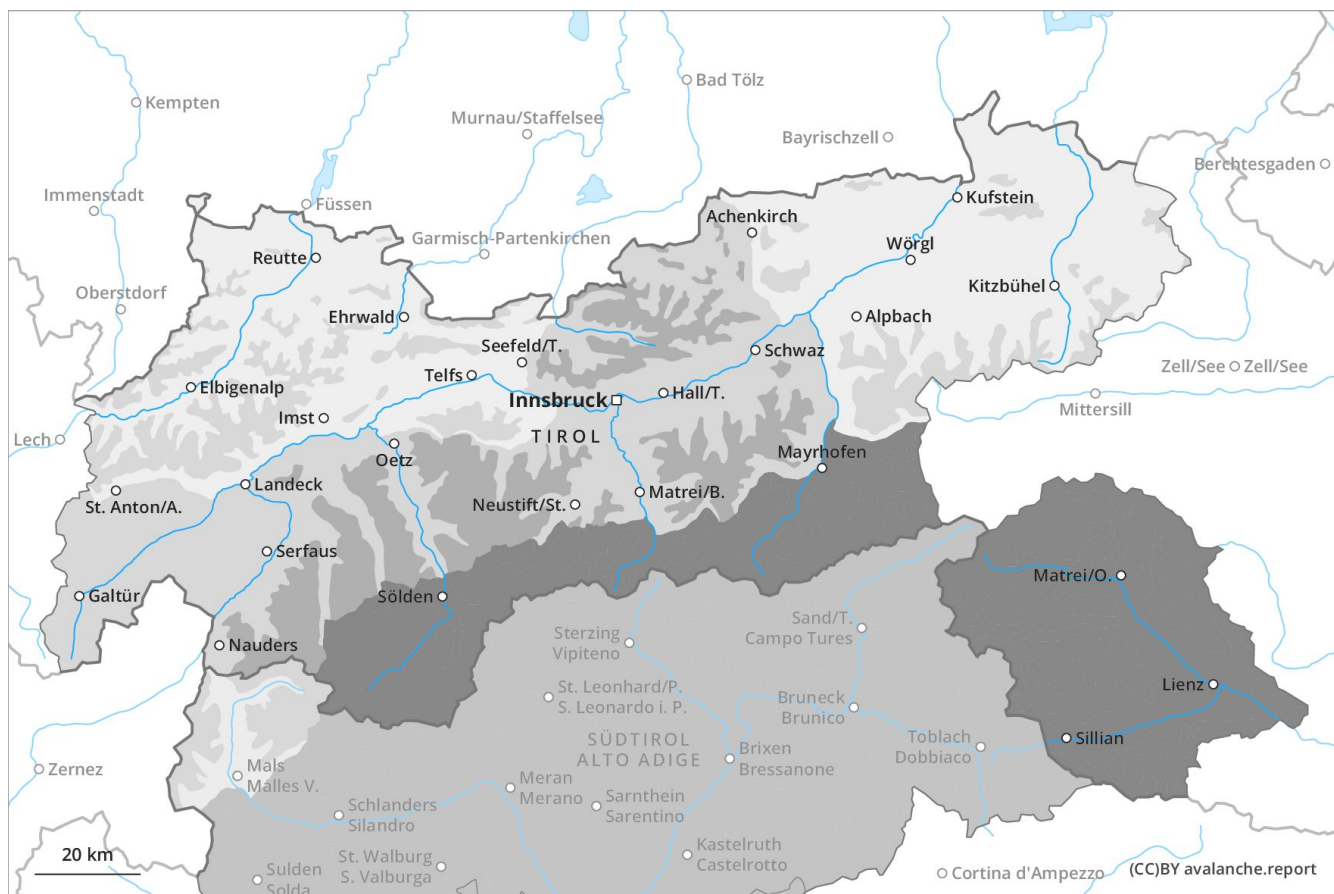 Kempten
Bad Tölz
Murnau/Staffelsee
Bayrischzell
Berchtesgaden
Immenstadt
Füssen
Kufstein
Achenkirch
Garmisch-Partenkirchen
Wörgl
Reutte
Oberstdorf
Kitzbühel
Ehrwald
Alpbach
Seefeld/T.
Schwaz
Zell/See
Zell/See
Telfs
Elbigenalp
Innsbruck
Hall/T.
Mittersill
Imst
Lech
TIROL
Oetz
Mayrhofen
Landeck
St. Anton/A.
Neustift/St.
Matrei/B.
Serfaus
Matrei/O.
Galtür
Sölden
Sand/T.
Campo Tures
Sterzing
Vipiteno
Nauders
Lienz
St. Leonhard/P.
S. Leonardo i. P.
Bruneck
Brunico
SÜDTIROL
ALTO ADIGE
Toblach
Dobbiaco
Sillian
Brixen
Bressanone
Zernez
Mals
Malles V.
Meran
Merano
Schlanders
Silandro
Sarnthein
Sarentino
Kastelruth
Castelrotto
20 km
St. Walburg
S. Valburga
Sulden
Solda
Cortina d'Ampezzo
(CC)BY avalanche.report